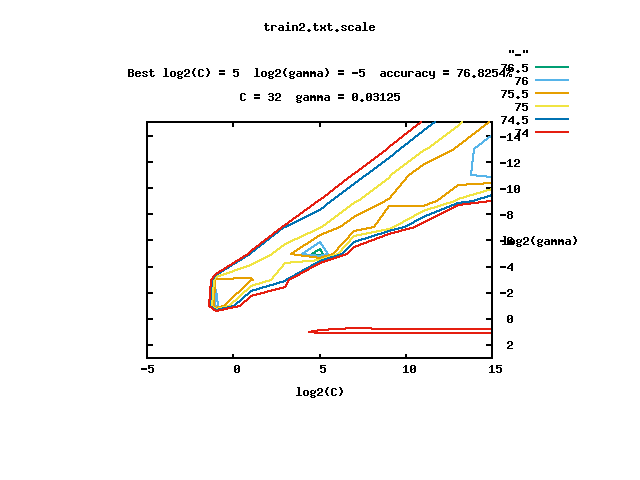 train2.txt.scale
"-"
Best log2(C) = 5  log2(gamma) = -5  accuracy = 76.8254%
76.5
76
C = 32  gamma = 0.03125
75.5
75
74.5
74
-14
-12
-10
-8
-6
log2(gamma)
-4
-2
0
2
-5 0 5 10 15
log2(C)